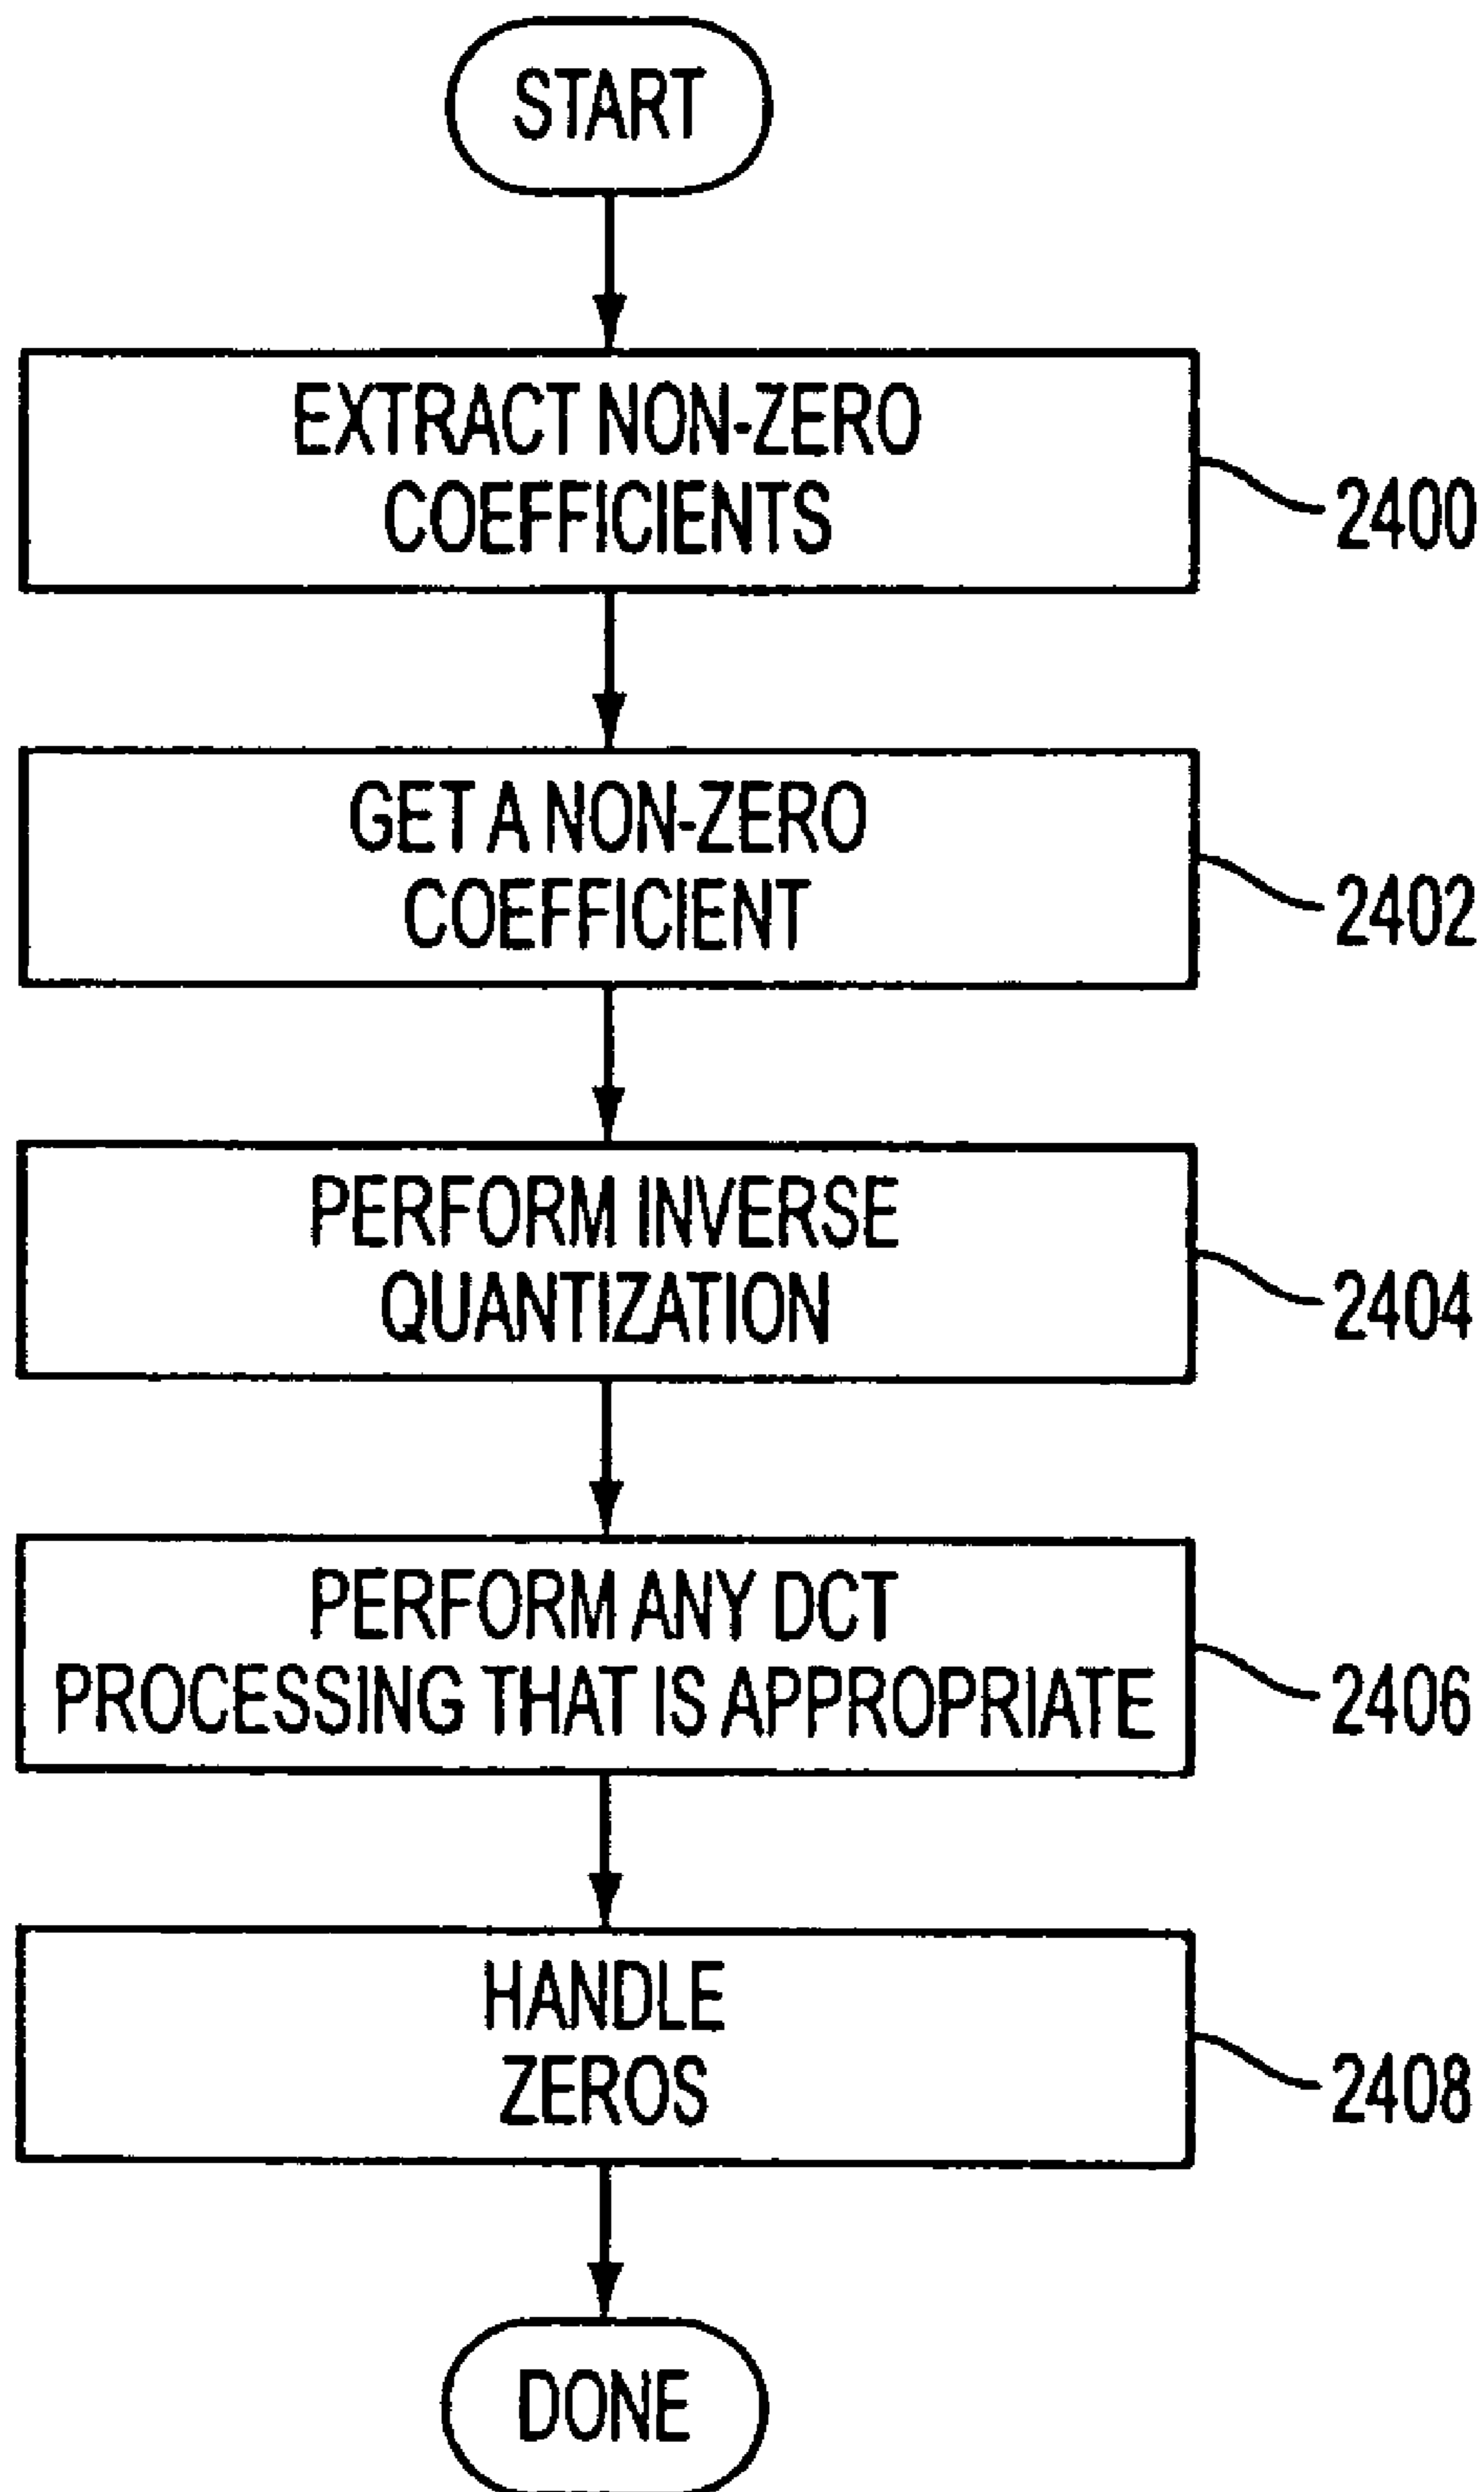 START
EXTRACT NON-ZERO
COEFFICIENTS
2400
GET A NON-ZERO
COEFFICIENT
2402
PERFORM INVERSE
QUANTIZATION
2404
PERFORM ANY DCT
PROCESSING THAT IS APPROPRIATE
2406
HANDLE
ZEROS
2408
DONE